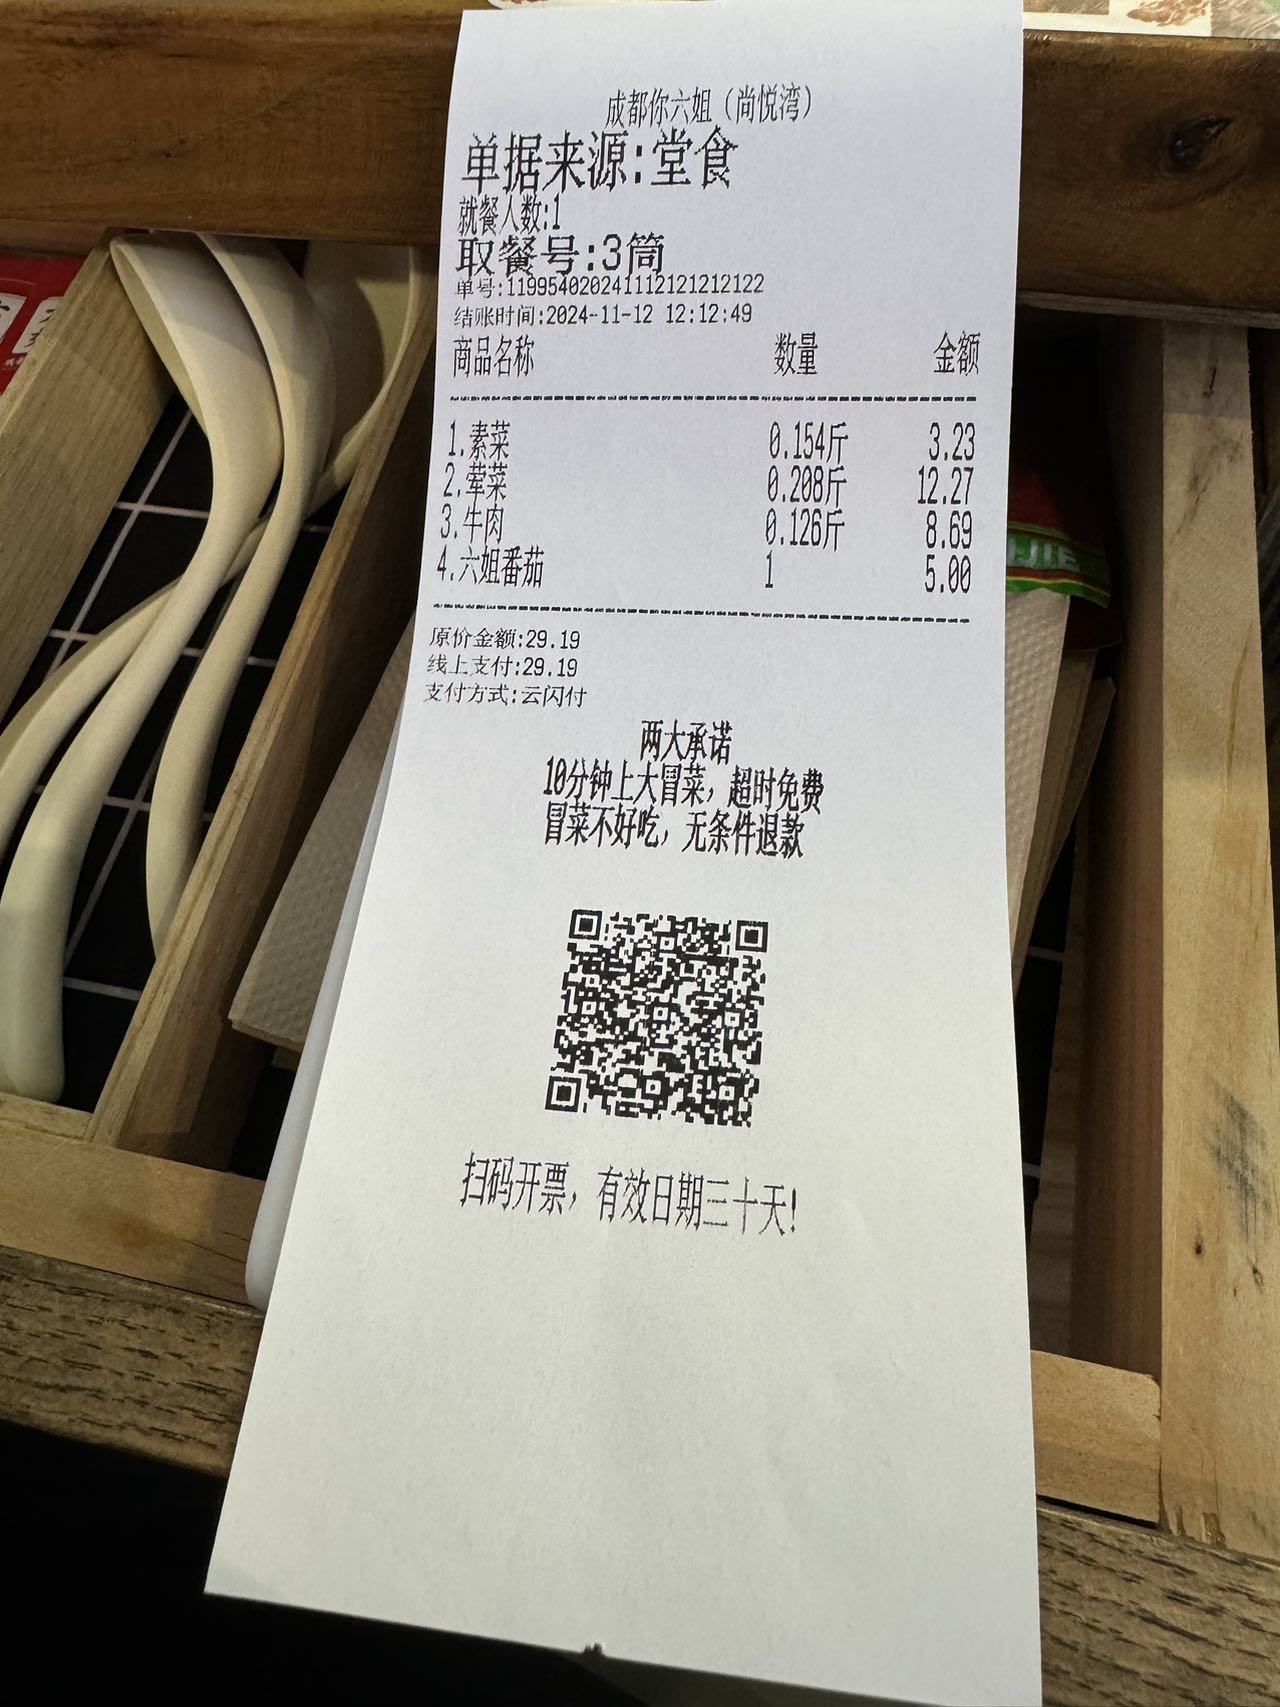 成都你六姐（尚悦湾）
单据来源:堂食
就餐人数:1
取餐号:3筒
单号:11995402024111212121212122
结账时间:2024-11-12 12:12:49
商品名称 数量 金额
1.素菜 0.154斤 3.23
2.荤菜 0.208斤 12.27
3.牛肉 0.126斤 8.69
4.六姐番茄 1 5.00
原价金额:29.19
线上支付:29.19
支付方式:云闪付
两大承诺
10分钟上大冒菜，超时免费
冒菜不好吃，无条件退款
扫码开票，有效日期三十天!